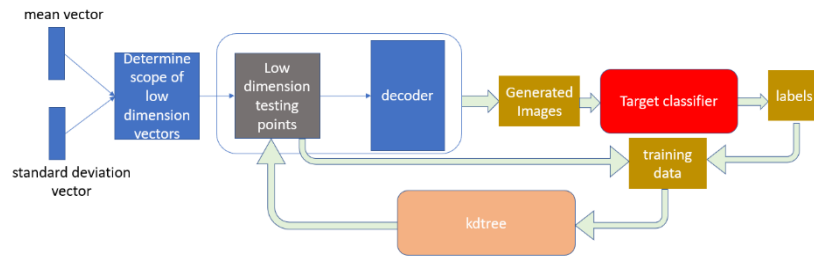 mean vector
Determine
scope of
low
dimension
vectors
standard deviation
vector
Low
dimension
testing
points
decoder
Generated
Images
Target classifier
labels
training
data
kdtree